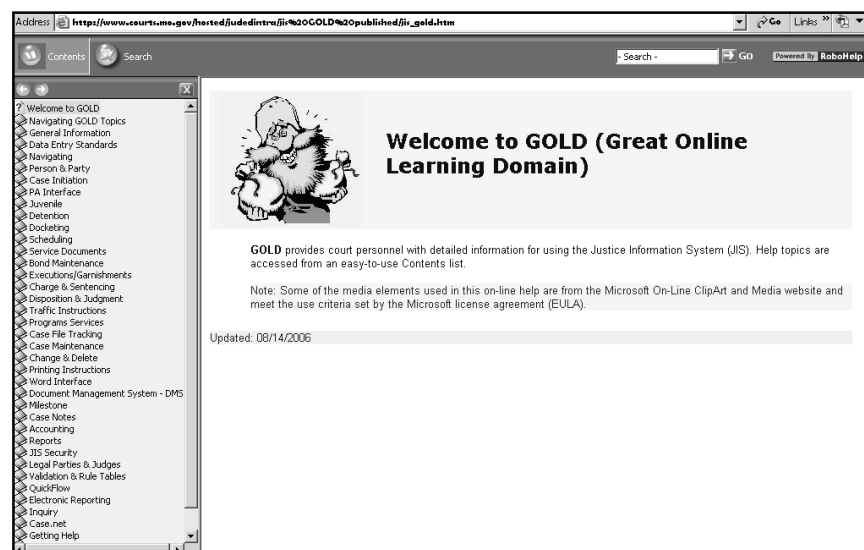 Address https://www.courts.mo.gov/hosted/judedintra/jis%20GOLD%20published/jis_gold.htm Go Links »
Contents Search - Search - GO Powered By RoboHelp
Welcome to GOLD
Navigating GOLD Topics
General Information
Data Entry Standards
Navigating
Person & Party
Case Initiation
PA Interface
Juvenile
Detention
Docketing
Scheduling
Service Documents
Bond Maintenance
Executions/Garnishments
Charge & Sentencing
Disposition & Judgment
Traffic Instructions
Programs Services
Case File Tracking
Case Maintenance
Change & Delete
Printing Instructions
Word Interface
Document Management System - DMS
Milestone
Case Notes
Accounting
Reports
JIS Security
Legal Parties & Judges
Validation & Rule Tables
QuickFlow
Electronic Reporting
Inquiry
Case.net
Getting Help
Welcome to GOLD (Great Online
Learning Domain)
GOLD provides court personnel with detailed information for using the Justice Information System (JIS). Help topics are
accessed from an easy-to-use Contents list.
Note: Some of the media elements used in this on-line help are from the Microsoft On-Line ClipArt and Media website and
meet the use criteria set by the Microsoft license agreement (EULA).
Updated: 08/14/2006